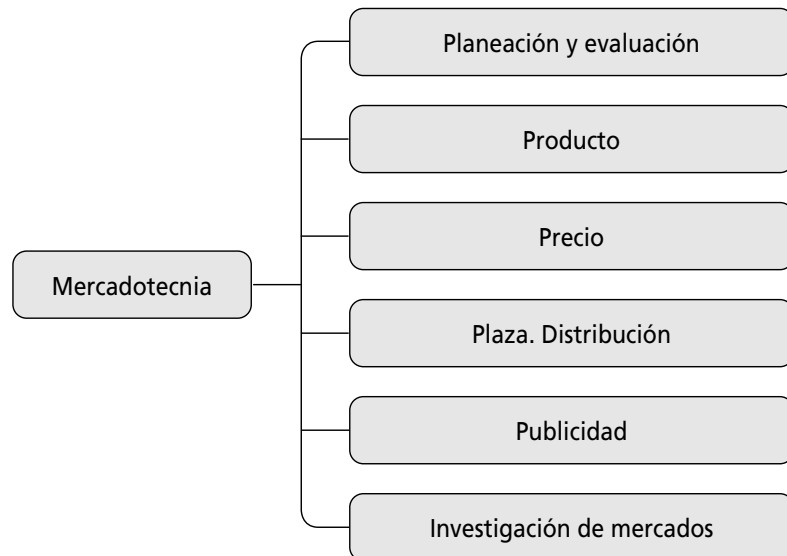 Planeación y evaluación
Producto
Precio
Mercadotecnia
Plaza. Distribución
Publicidad
Investigación de mercados